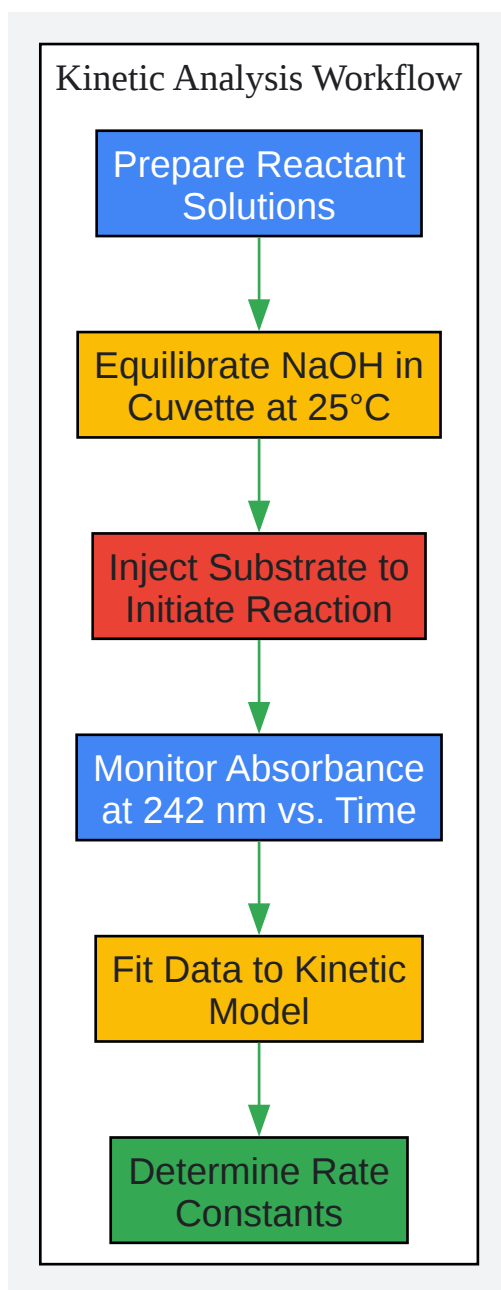 Kinetic Analysis Workflow
Prepare Reactant
Solutions
Equilibrate NaOH in
Cuvette at 25°C
Inject Substrate to
Initiate Reaction
Monitor Absorbance
at 242 nm vs. Time
Fit Data to Kinetic
Model
Determine Rate
Constants